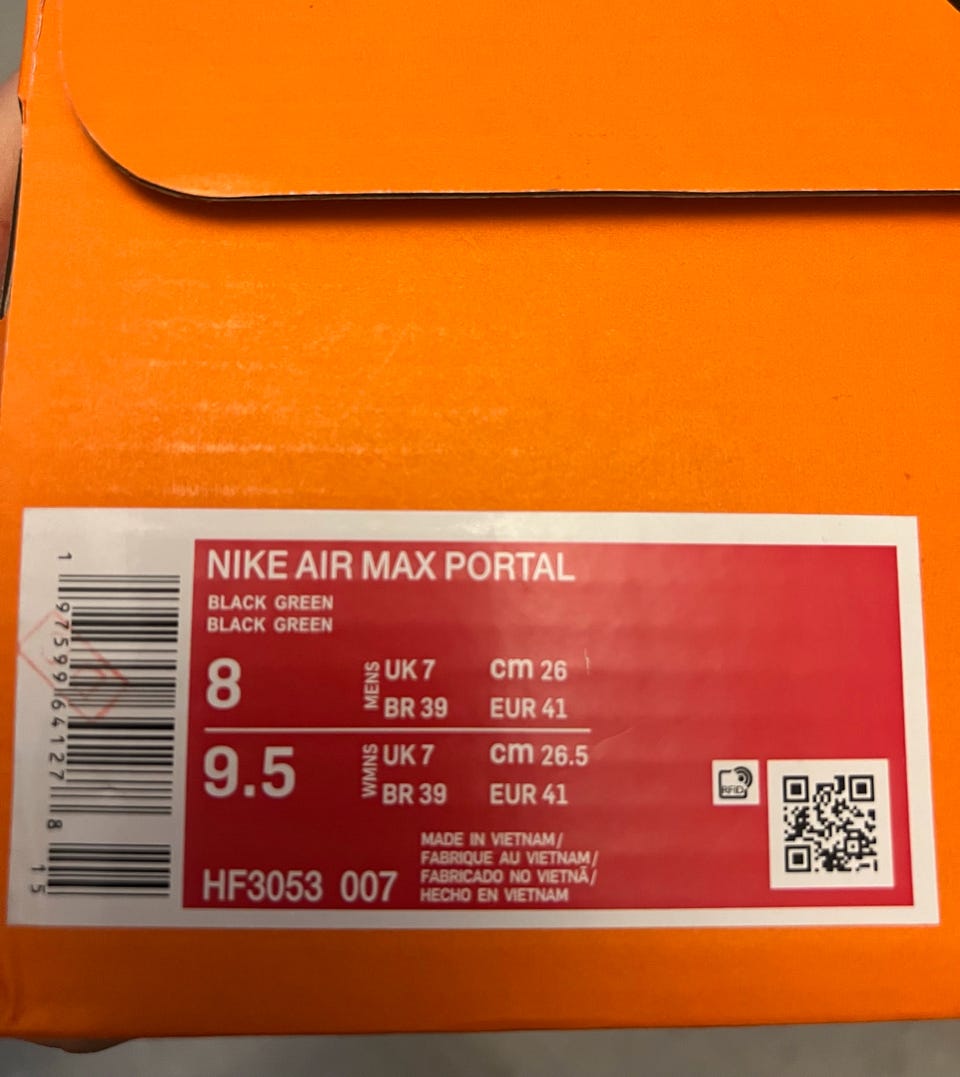 NIKE AIR MAX PORTAL
BLACK GREEN
BLACK GREEN
8 MENS UK 7 cm 26
BR 39 EUR 41
9.5 WMNS UK 7 cm 26.5
BR 39 EUR 41
HF3053 007
MADE IN VIETNAM/
FABRIQUE AU VIETNAM/
FABRICADO NO VIETNÃ/
HECHO EN VIETNAM
RFID
1 97599 64127 8
15